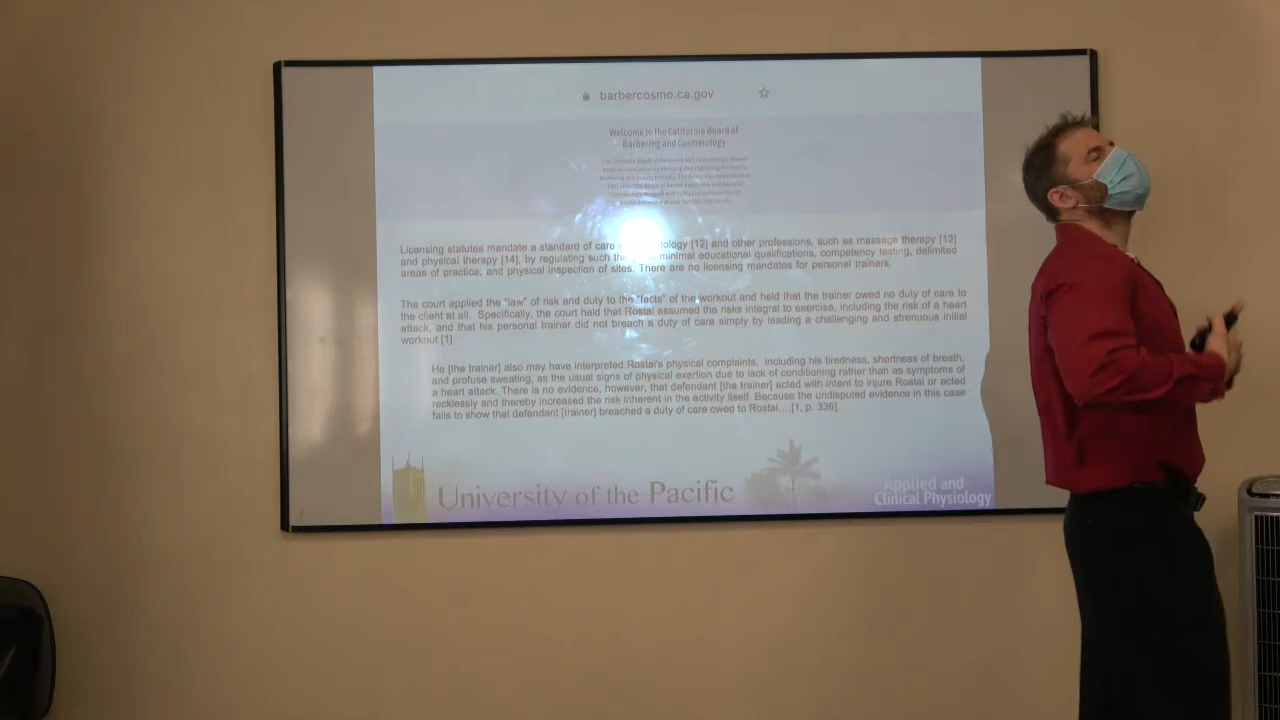 barbercosmo.ca.gov
Welcome to the California Board of
Barbering and Cosmetology
Licensing statutes mandate a standard of care [12] and other professions, such as massage therapy [13]
and physical therapy [14], by regulating such minimal educational qualifications, competency testing, delimited
areas of practice, and physical inspection of sites. There are no licensing mandates for personal trainers.
The court applied the "law" of risk and duty to the "facts" of the workout and held that the trainer owed no duty of care to
the client at all. Specifically, the court held that Rostai assumed the risks integral to exercise, including the risk of a heart
attack, and that his personal trainer did not breach a duty of care simply by leading a challenging and strenuous initial
workout [1].
He [the trainer] also may have interpreted Rostai's physical complaints, including his tiredness, shortness of breath,
and profuse sweating, as the usual signs of physical exertion due to lack of conditioning rather than as symptoms of
a heart attack. There is no evidence, however, that defendant [the trainer] acted with intent to injure Rostai or acted
recklessly and thereby increased the risk inherent in the activity itself. Because the undisputed evidence in this case
fails to show that defendant [trainer] breached a duty of care owed to Rostai....[1, p. 336].
University of the Pacific
Applied and
Clinical Physiology